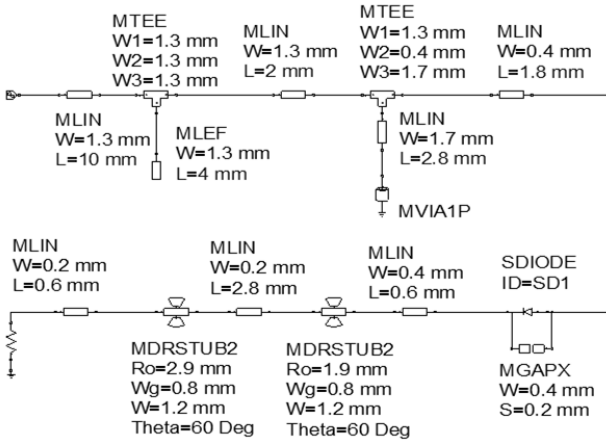 MTEE
W1=1.3 mm
W2=1.3 mm
W3=1.3 mm
MLIN
W=1.3 mm
L=2 mm
MTEE
W1=1.3 mm
W2=0.4 mm
W3=1.7 mm
MLIN
W=0.4 mm
L=1.8 mm
MLIN
W=1.3 mm
L=10 mm
MLEF
W=1.3 mm
L=4 mm
MLIN
W=1.7 mm
L=2.8 mm
MVIA1P
MLIN
W=0.2 mm
L=0.6 mm
MLIN
W=0.2 mm
L=2.8 mm
MLIN
W=0.4 mm
L=0.6 mm
SDIODE
ID=SD1
MDRSTUB2
Ro=2.9 mm
Wg=0.8 mm
W=1.2 mm
Theta=60 Deg
MDRSTUB2
Ro=1.9 mm
Wg=0.8 mm
W=1.2 mm
Theta=60 Deg
MGAPX
W=0.4 mm
S=0.2 mm